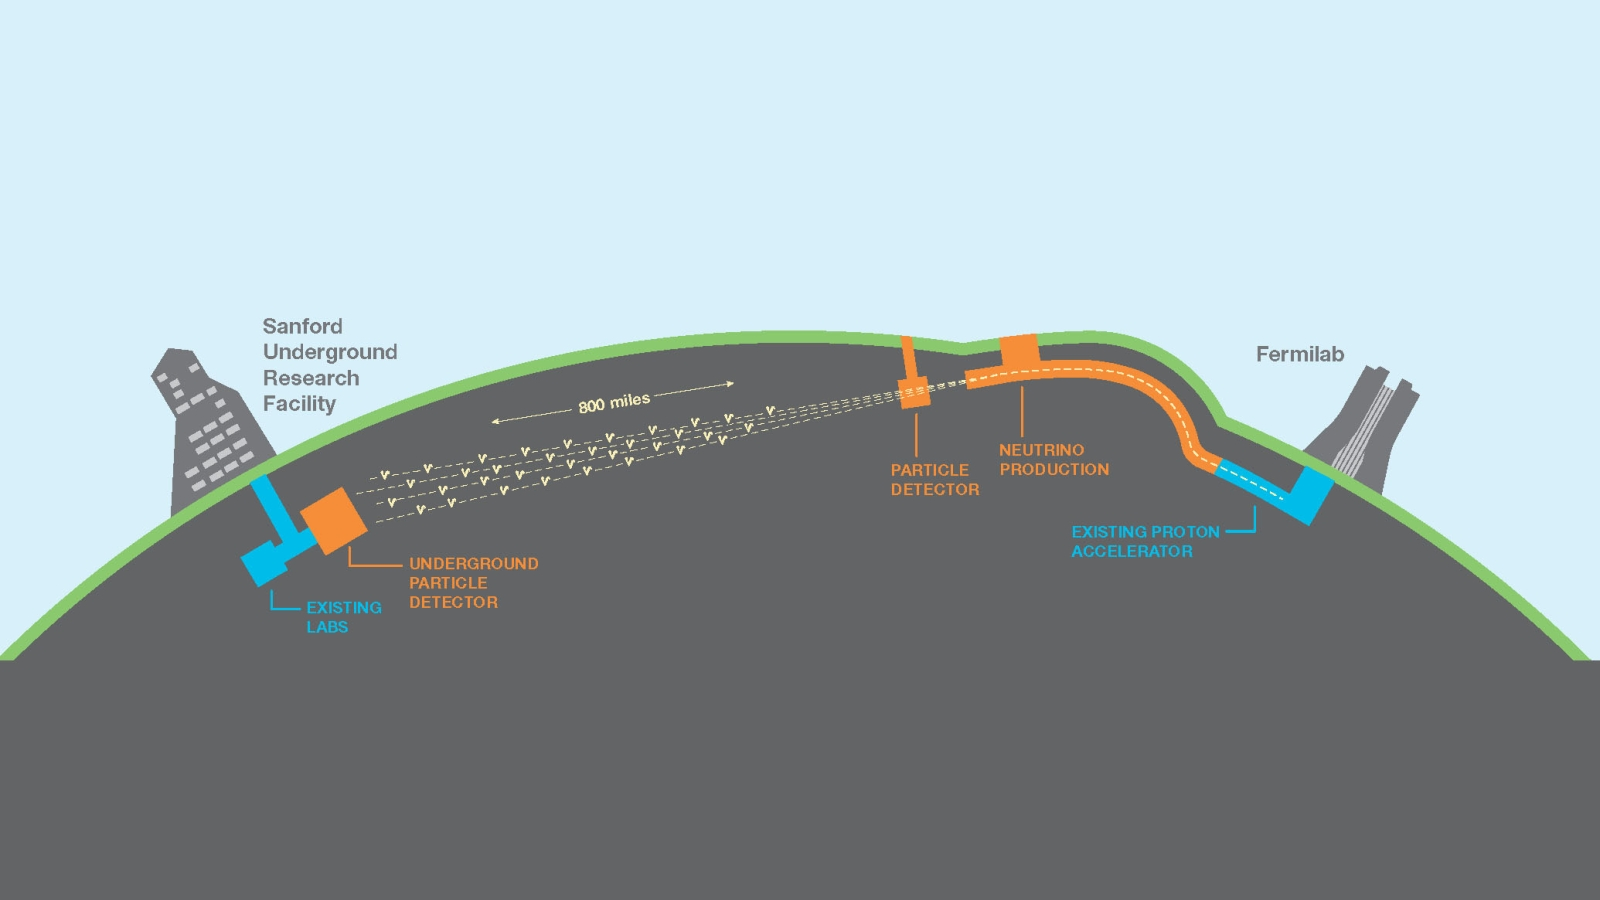 Sanford
Underground
Research
Facility
Fermilab
800 miles
PARTICLE
DETECTOR
NEUTRINO
PRODUCTION
EXISTING PROTON
ACCELERATOR
UNDERGROUND
PARTICLE
DETECTOR
EXISTING
LABS